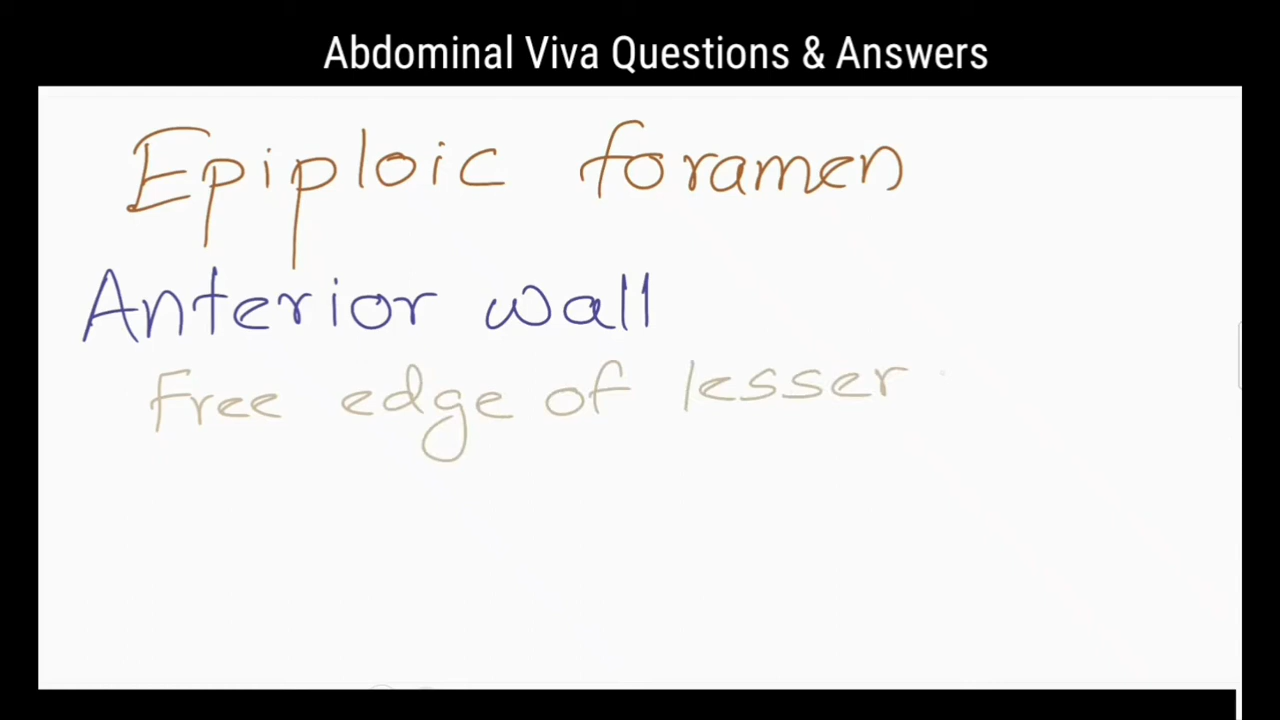 Abdominal Viva Questions & Answers
Epiploic foramen
Anterior wall
Free edge of lesser